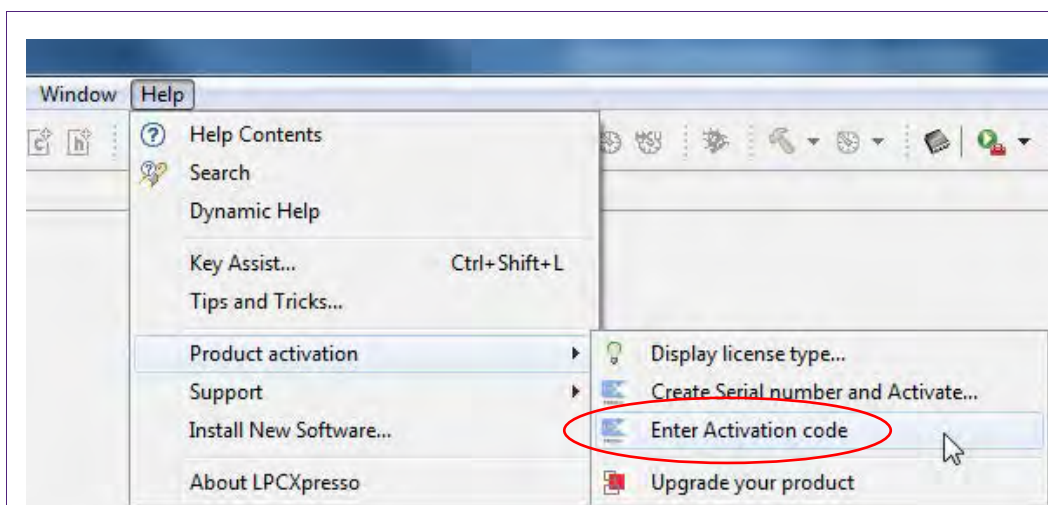 Window Help
Help Contents
Search
Dynamic Help
Key Assist... Ctrl+Shift+L
Tips and Tricks...
Product activation
Support
Install New Software...
About LPCXpresso
Display license type...
Create Serial number and Activate...
Enter Activation code
Upgrade your product